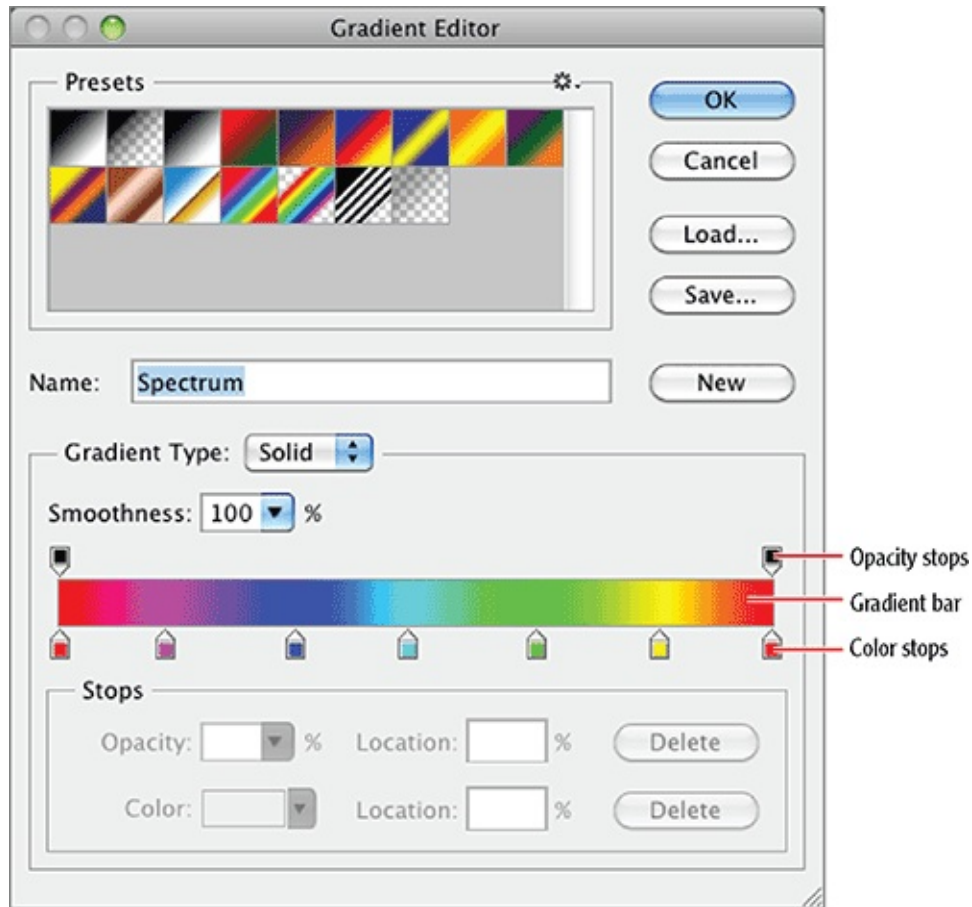 Gradient Editor
Presets
OK
Cancel
Load...
Save...
Name: Spectrum
New
Gradient Type: Solid
Smoothness: 100 %
Opacity stops
Gradient bar
Color stops
Stops
Opacity: % Location: % Delete
Color: Location: % Delete